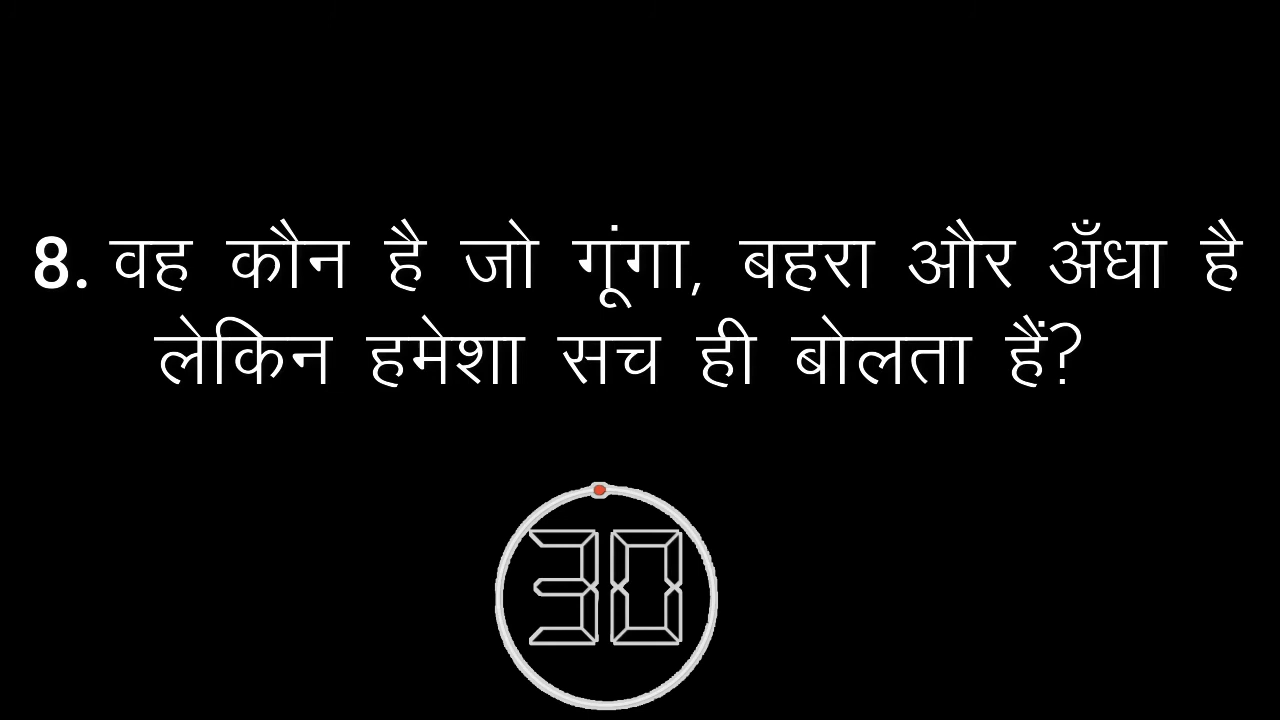 8. वह कौन है जो गूंगा, बहरा और अँधा है
लेकिन हमेशा सच ही बोलता हैं?
30